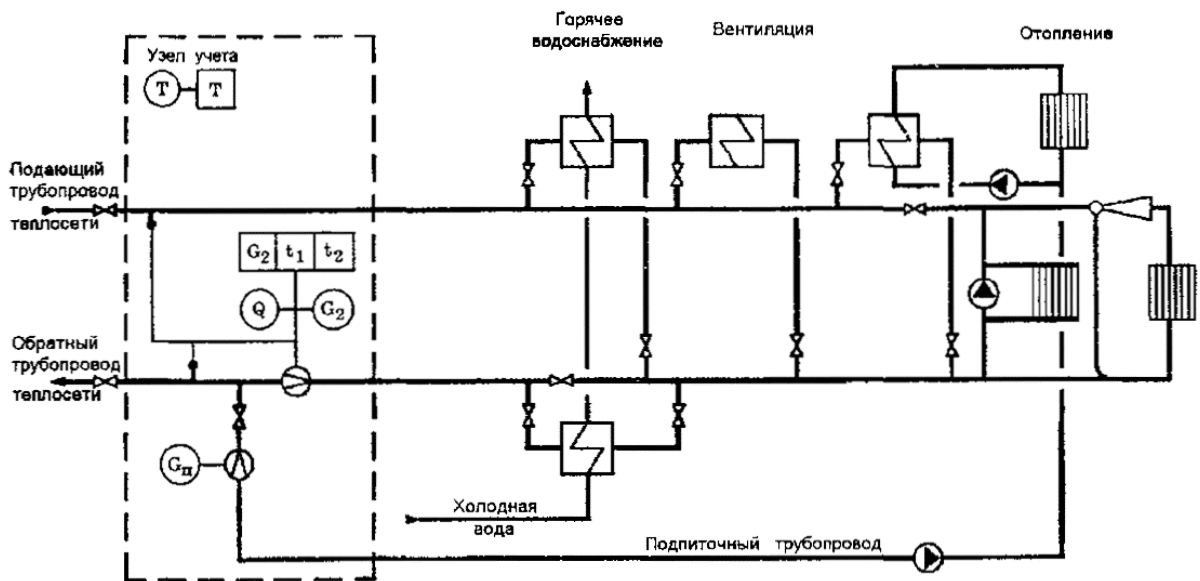 Горячее
водоснабжение
Вентиляция
Отопление
Узел учета
T
T
Подающий
трубопровод
теплосети
G2 t1 t2
Q
G2
Обратный
трубопровод
теплосети
Gп
Холодная
вода
Подпиточный трубопровод